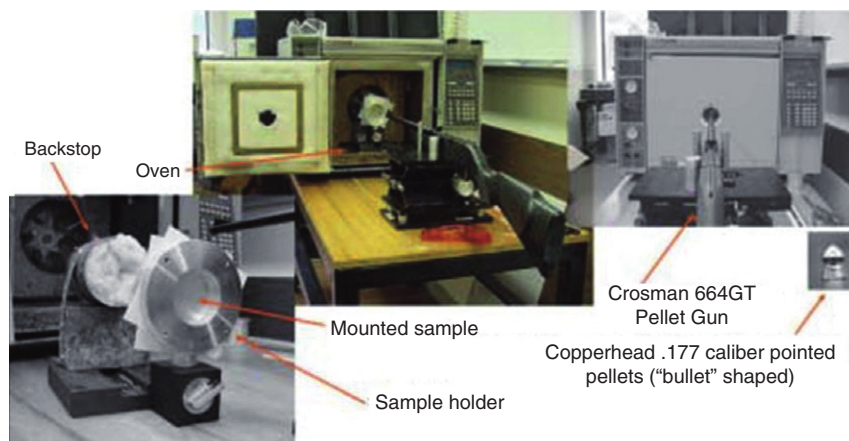 Backstop
Oven
Mounted sample
Sample holder
Crosman 664GT
Pellet Gun
Copperhead .177 caliber pointed
pellets (“bullet” shaped)